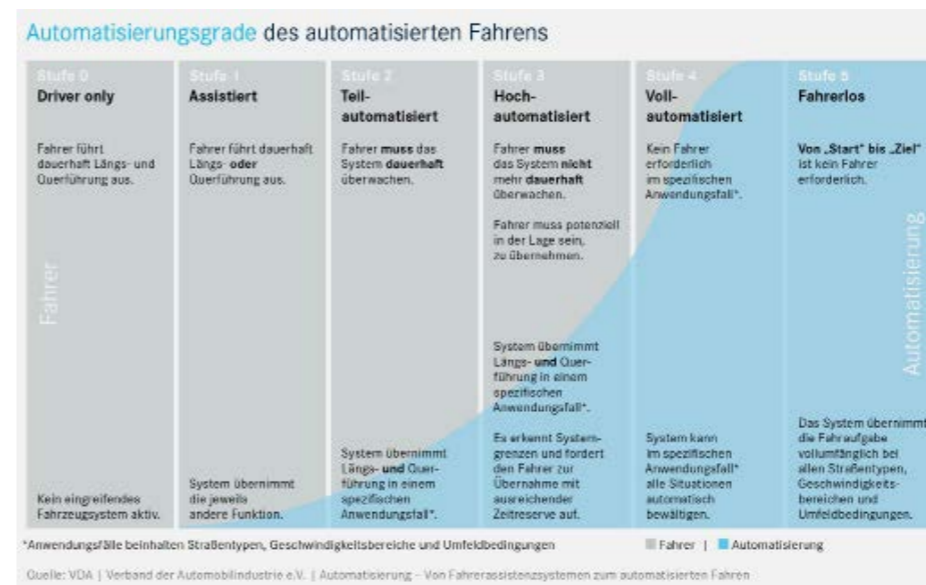 Automatisierungsgrade des automatisierten Fahrens
Stufe 0
Driver only
Fahrer führt
dauerhaft Längs- und
Querführung aus.
Fahrer
Kein eingreifendes
Fahrzeugsystem aktiv.
Stufe 1
Assistiert
Fahrer führt dauerhaft
Längs- oder
Querführung aus.
System übernimmt
die jeweils
andere Funktion.
Stufe 2
Teil-
automatisiert
Fahrer muss das
System dauerhaft
überwachen.
System übernimmt
Längs- und Quer-
führung in einem
spezifischen
Anwendungsfall*.
Stufe 3
Hoch-
automatisiert
Fahrer muss
das System nicht
mehr dauerhaft
überwachen.
Fahrer muss potenziell
in der Lage sein,
zu übernehmen.
System übernimmt
Längs- und Quer-
führung in einem
spezifischen
Anwendungsfall*.
Es erkennt System-
grenzen und fordert
den Fahrer zur
Übernahme mit
ausreichender
Zeitreserve auf.
Stufe 4
Voll-
automatisiert
Kein Fahrer
erforderlich
im spezifischen
Anwendungsfall*.
System kann
im spezifischen
Anwendungsfall*
alle Situationen
automatisch
bewältigen.
Stufe 5
Fahrerlos
Von „Start" bis „Ziel"
ist kein Fahrer
erforderlich.
Automatisierung
Das System übernimmt
die Fahraufgabe
vollumfänglich bei
allen Straßentypen,
Geschwindigkeits-
bereichen und
Umfeldbedingungen.
*Anwendungsfälle beinhalten Straßentypen, Geschwindigkeitsbereiche und Umfeldbedingungen
Fahrer | Automatisierung
Quelle: VDA | Verband der Automobilindustrie e.V. | Automatisierung – Von Fahrerassistenzsystemen zum automatisierten Fahren